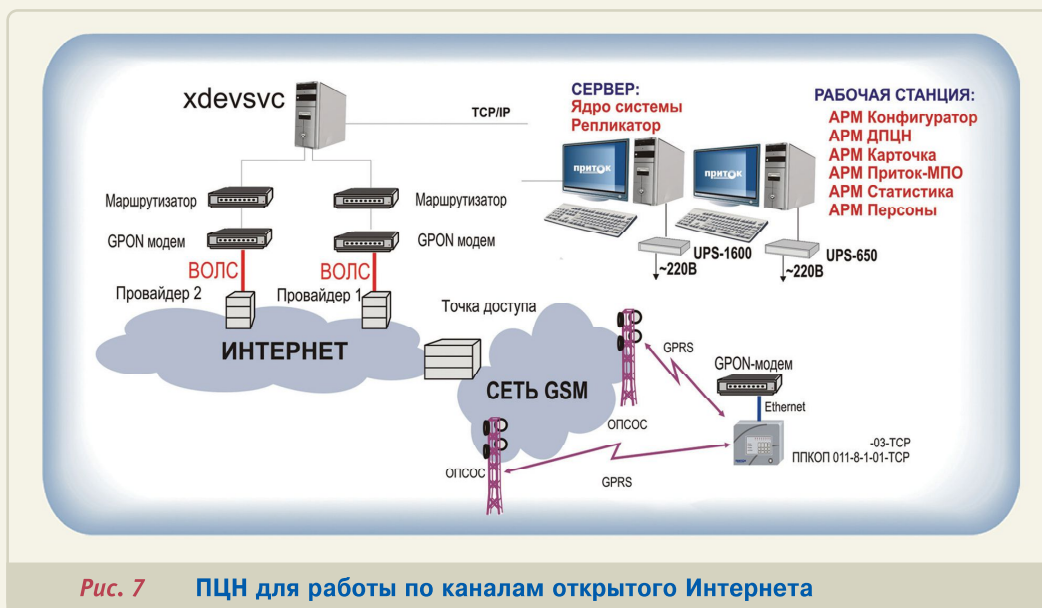 xdevsvc
TCP/IP
СЕРВЕР:
Ядро системы
Репликатор
РАБОЧАЯ СТАНЦИЯ:
АРМ Конфигуратор
АРМ ДПЦН
АРМ Карточка
АРМ Приток-МПО
АРМ Статистика
АРМ Персоны
ПРИТОК
ПРИТОК
Маршрутизатор
Маршрутизатор
GPON модем
GPON модем
UPS-1600
UPS-650
~220В
~220В
ВОЛС
ВОЛС
Провайдер 2
Провайдер 1
Точка доступа
ИНТЕРНЕТ
СЕТЬ GSM
GPRS
GPON-модем
Ethernet
ОПСОС
-03-TCP
ППКОП 011-8-1-01-TCP
ОПСОС
GPRS
Рис. 7 ПЦН для работы по каналам открытого Интернета